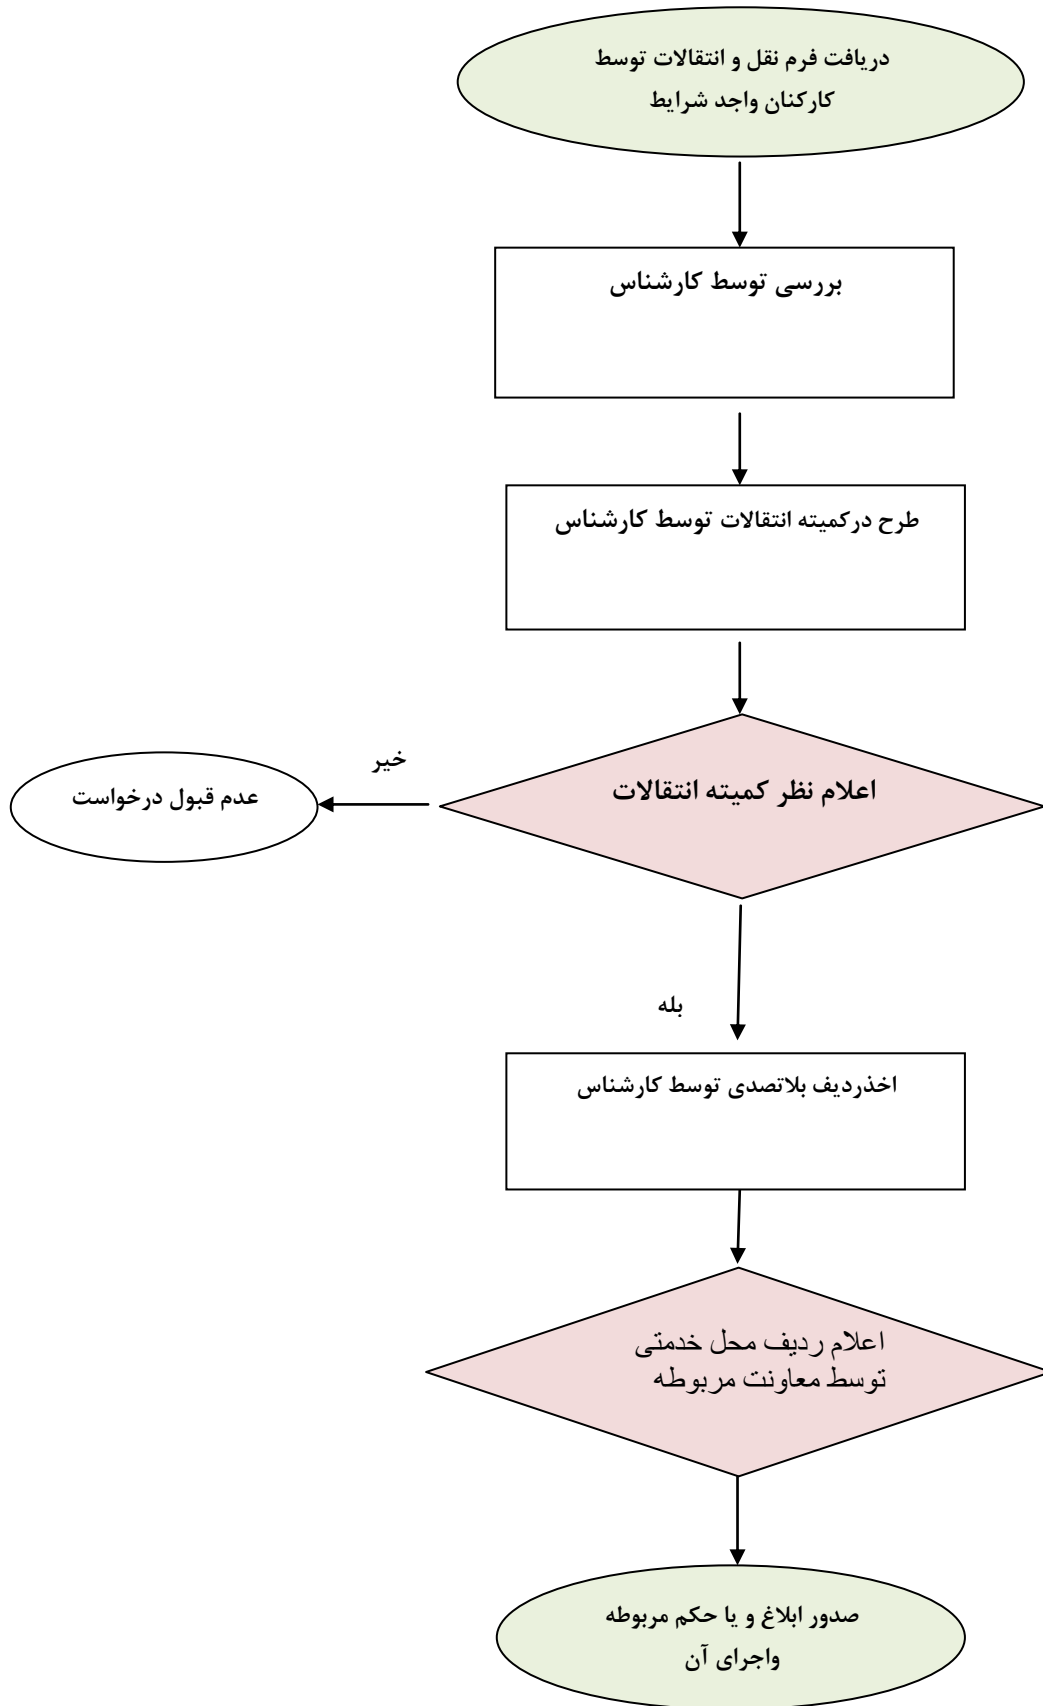 دریافت فرم نقل و انتقالات توسط
کارکنان واجد شرایط
بررسی توسط کارشناس
طرح درکمیته انتقالات توسط کارشناس
اعلام نظر کمیته انتقالات
خیر
عدم قبول درخواست
بله
اخذردیف بلاتصدی توسط کارشناس
اعلام ردیف محل خدمتی
توسط معاونت مربوطه
صدور ابلاغ و یا حکم مربوطه
واجرای آن